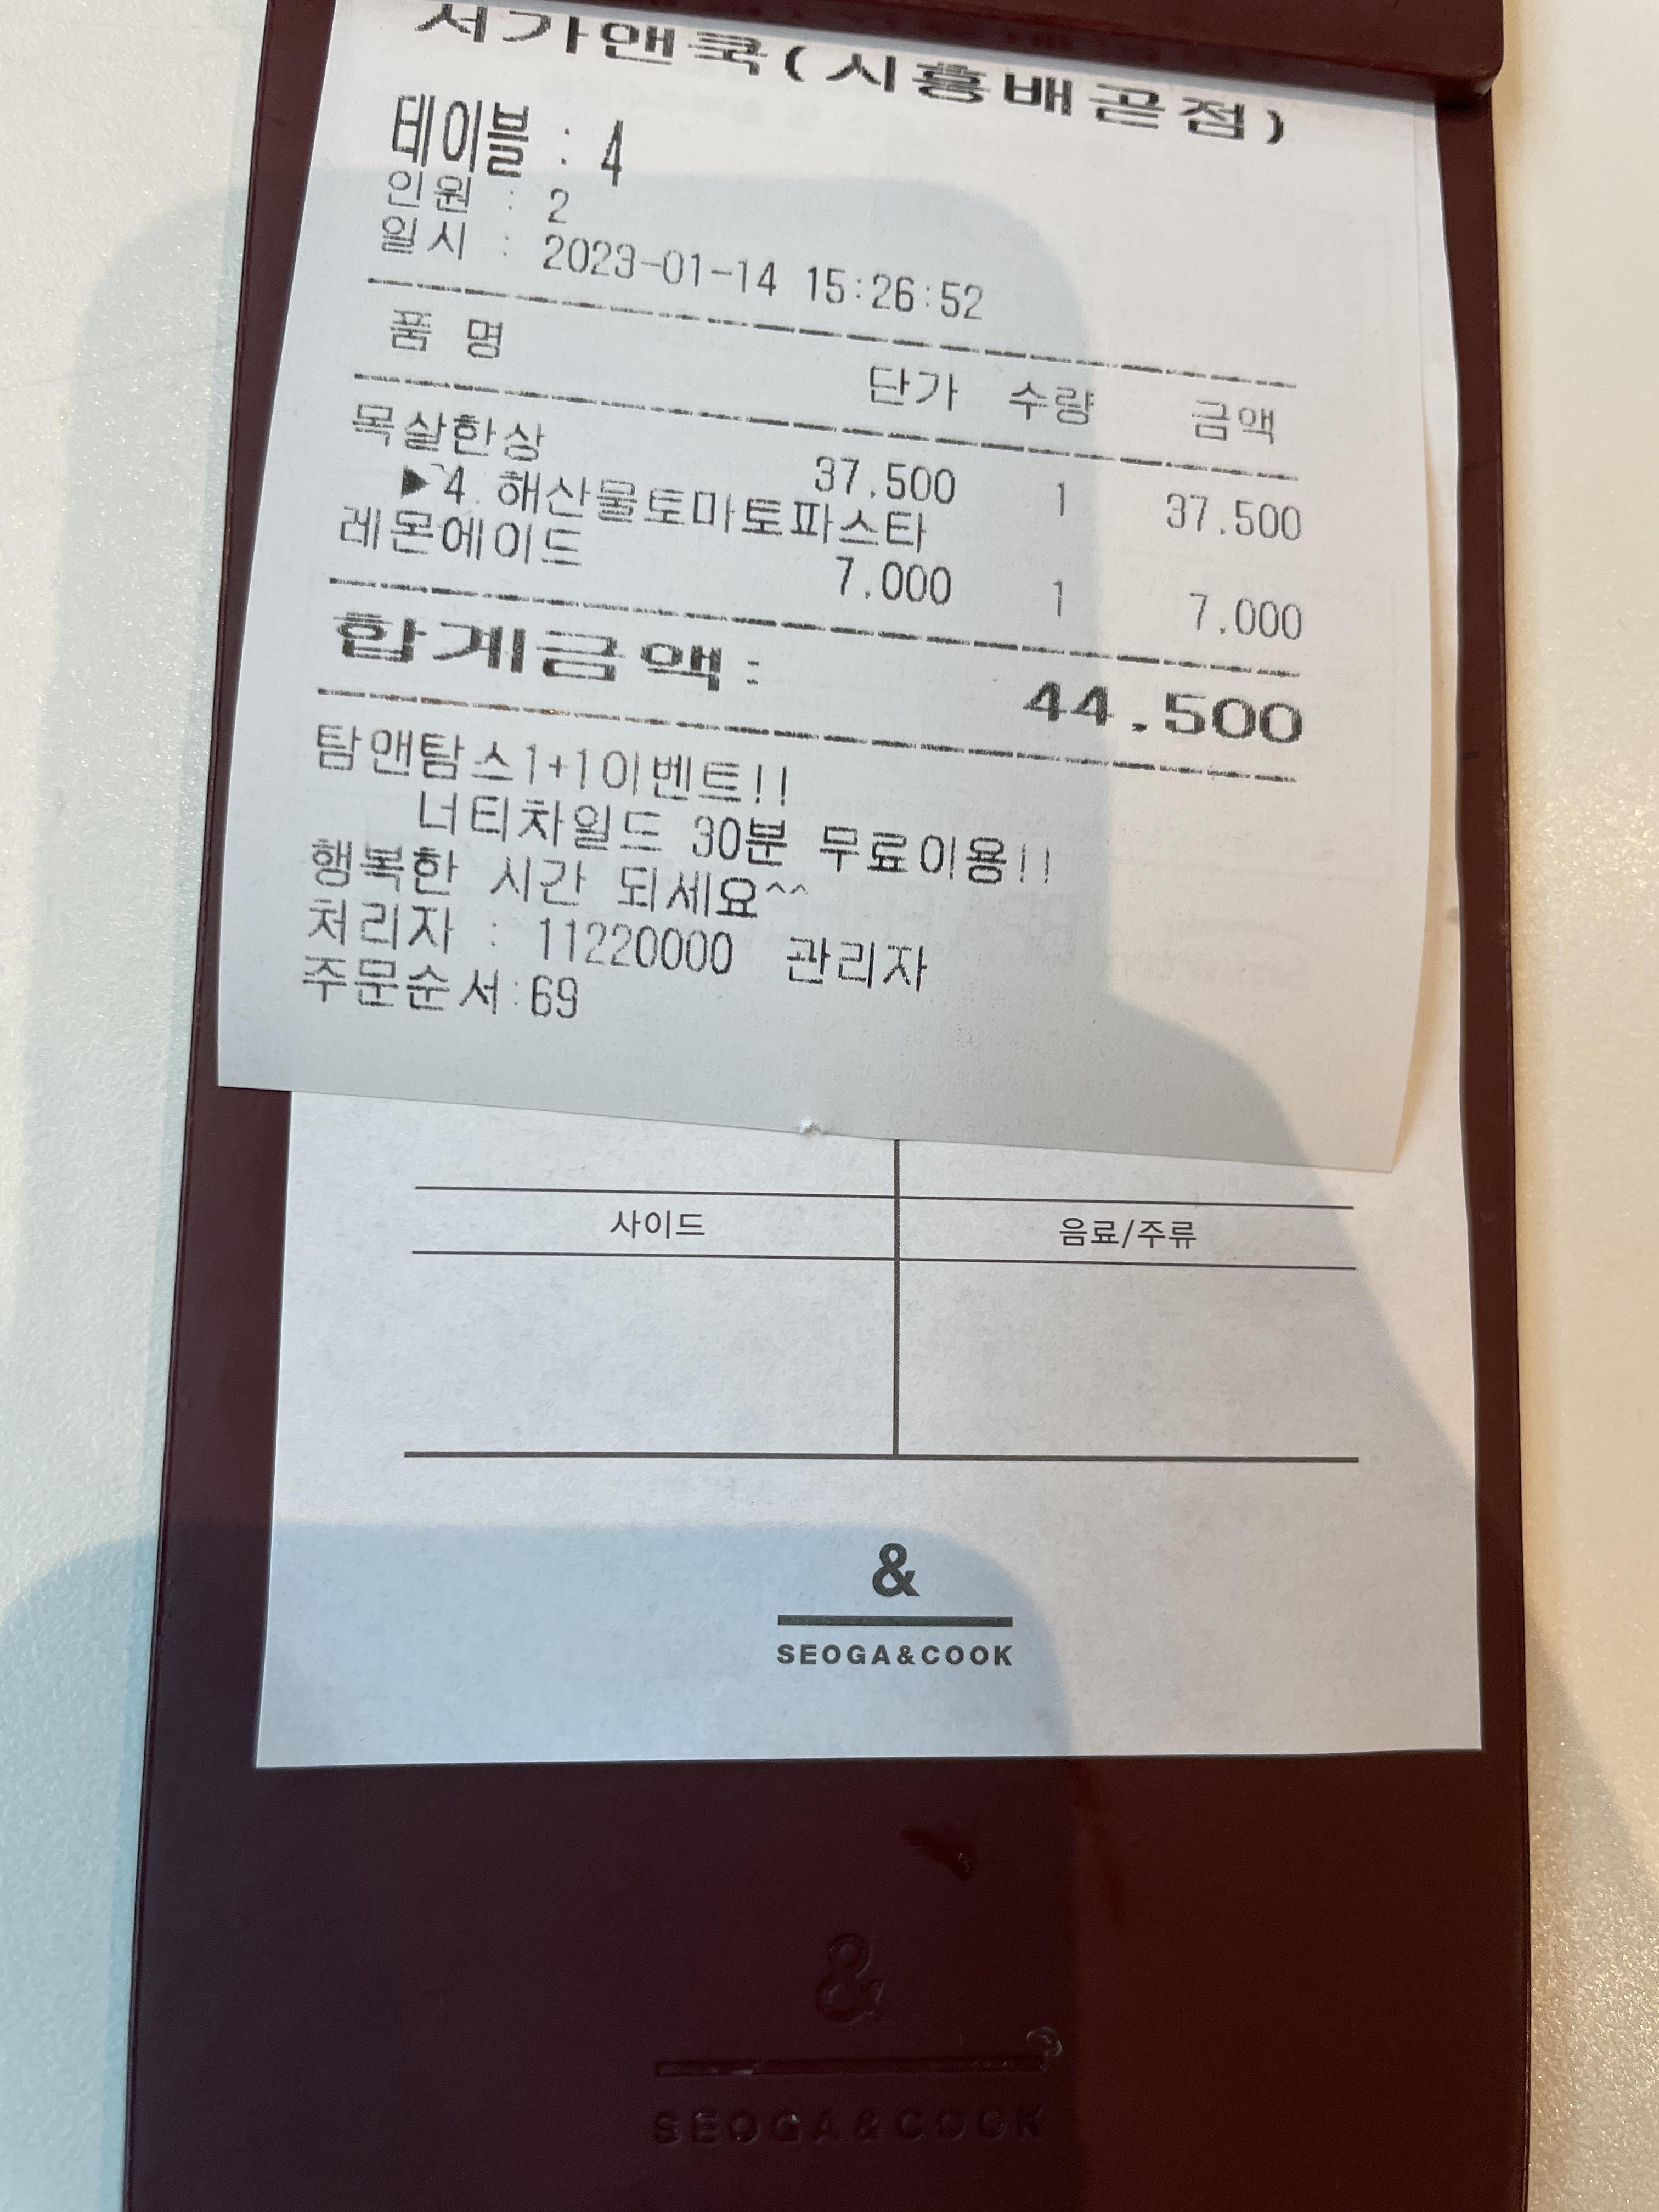 서가앤쿡(시흥배곧점)
테이블 : 4
인원 : 2
일시 : 2023-01-14 15:26:52
품 명 단가 수량 금액
목살한상 37,500 1 37,500
▶4. 해산물토마토파스타
레몬에이드 7,000 1 7,000
합계금액: 44,500
탐앤탐스1+1이벤트!!
너티차일드 30분 무료이용!!
행복한 시간 되세요^^
처리자 : 11220000 관리자
주문순서:69
사이드 음료/주류
&
SEOGA&COOK
&
SEOGA&COOK